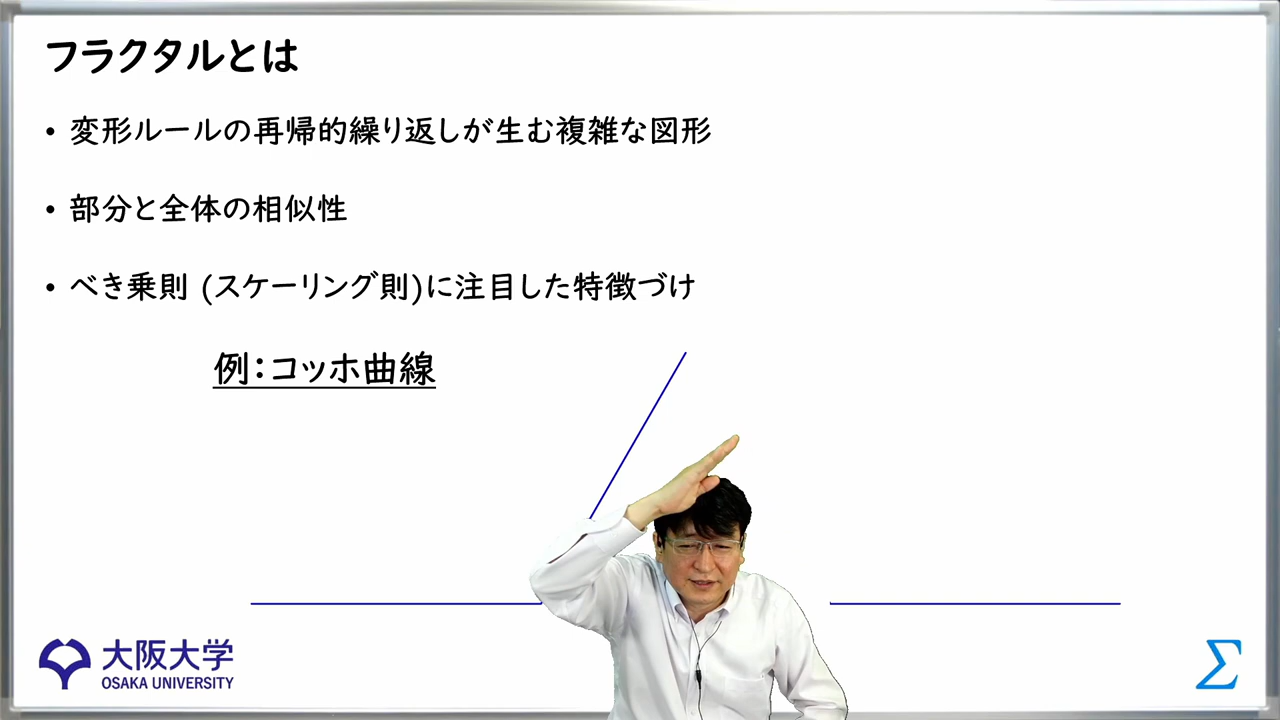 フラクタルとは
• 変形ルールの再帰的繰り返しが生む複雑な図形
• 部分と全体の相似性
• べき乗則 (スケーリング則)に注目した特徴づけ
例：コッホ曲線
大阪大学
OSAKA UNIVERSITY
Σ